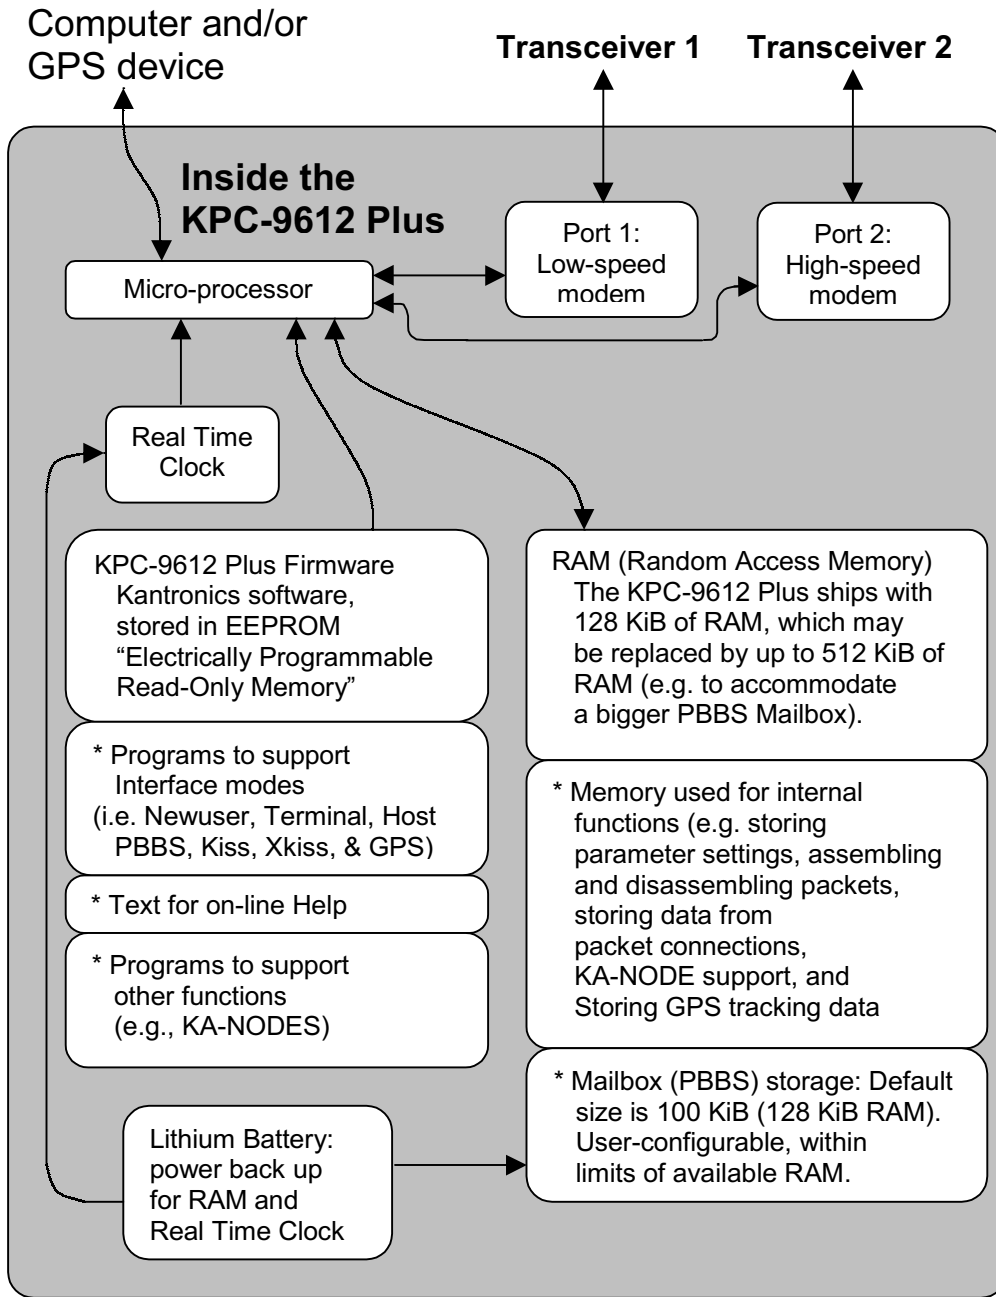 Computer and/or
GPS device
Transceiver 1
Transceiver 2
Inside the
KPC-9612 Plus
Port 1:
Low-speed
modem
Port 2:
High-speed
modem
Micro-processor
Real Time
Clock
KPC-9612 Plus Firmware
Kantronics software,
stored in EEPROM
“Electrically Programmable
Read-Only Memory”
* Programs to support
Interface modes
(i.e. Newuser, Terminal, Host
PBBS, Kiss, Xkiss, & GPS)
* Text for on-line Help
* Programs to support
other functions
(e.g., KA-NODES)
Lithium Battery:
power back up
for RAM and
Real Time Clock
RAM (Random Access Memory)
The KPC-9612 Plus ships with
128 KiB of RAM, which may
be replaced by up to 512 KiB of
RAM (e.g. to accommodate
a bigger PBBS Mailbox).
* Memory used for internal
functions (e.g. storing
parameter settings, assembling
and disassembling packets,
storing data from
packet connections,
KA-NODE support, and
Storing GPS tracking data
* Mailbox (PBBS) storage: Default
size is 100 KiB (128 KiB RAM).
User-configurable, within
limits of available RAM.